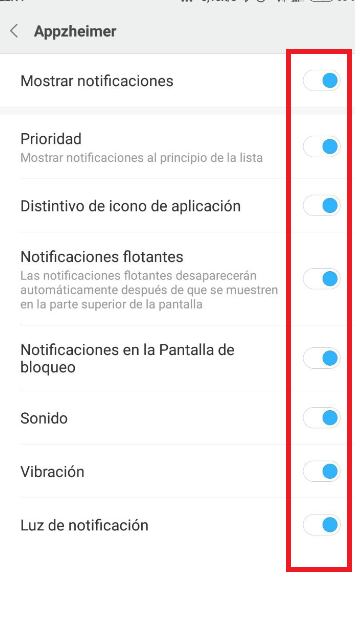 Appzheimer
Mostrar notificaciones
Prioridad
Mostrar notificaciones al principio de la lista
Distintivo de icono de aplicación
Notificaciones flotantes
Las notificaciones flotantes desaparecerán
automáticamente después de que se muestren
en la parte superior de la pantalla
Notificaciones en la Pantalla de
bloqueo
Sonido
Vibración
Luz de notificación